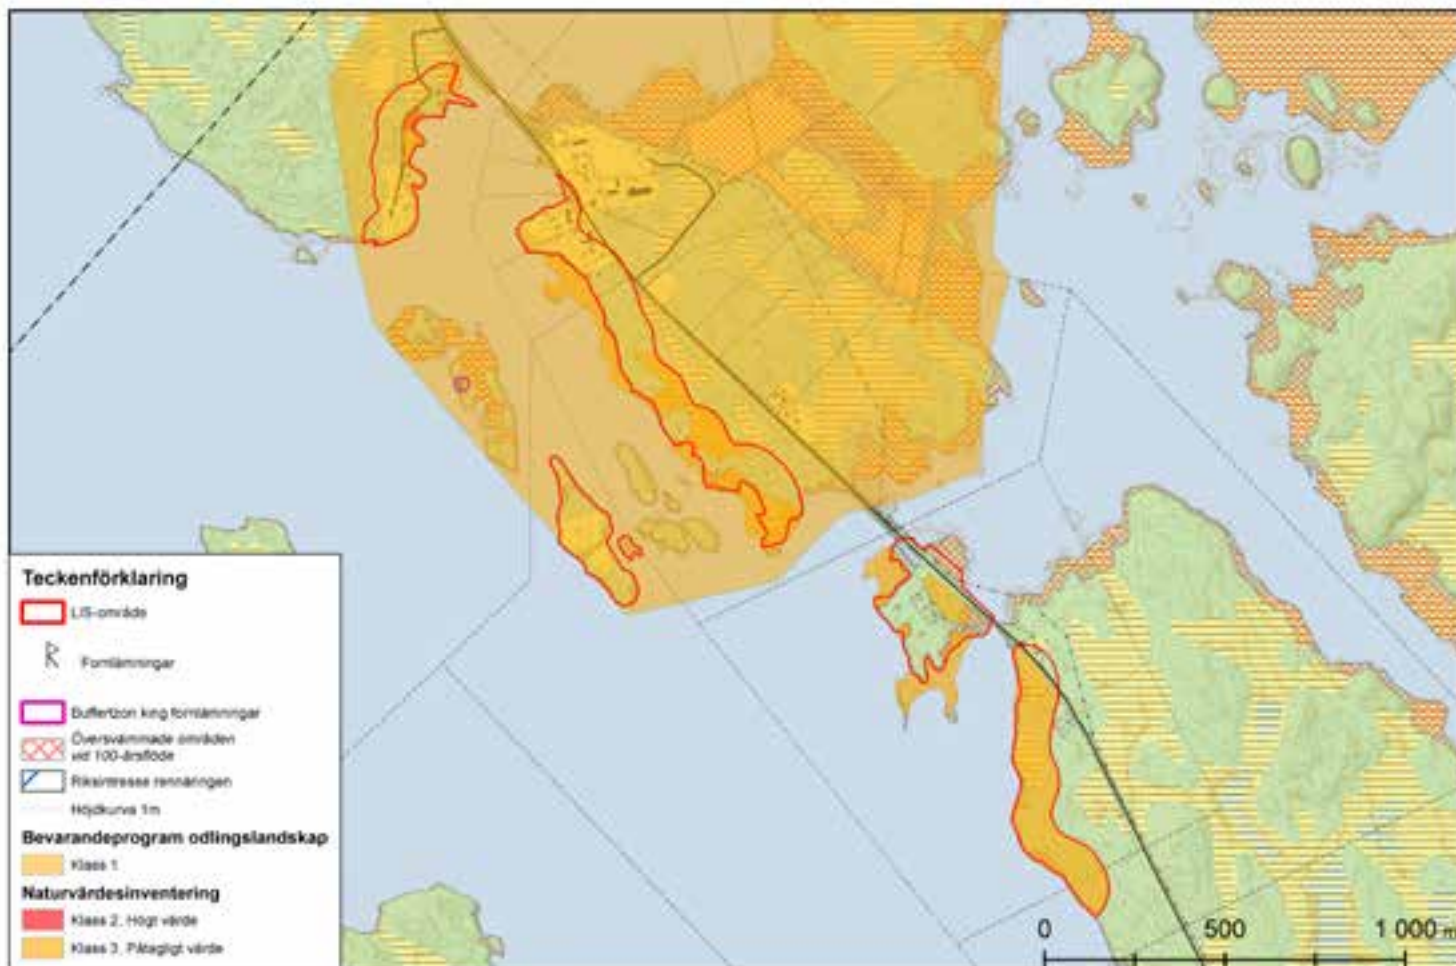 Teckenförklaring
LIS-område
Fornlämningar
Buffertzon kring fornlämningar
Översvämmade områden
vid 100-årsflöde
Riksintresse rennäringen
Höjdkurva 1m
Bevarandeprogram odlingslandskap
Klass 1
Naturvärdesinventering
Klass 2. Högt värde
Klass 3. Påtagligt värde
0 500 1 000 m